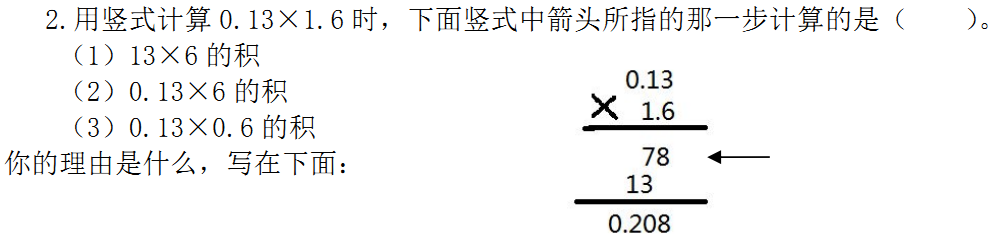 2.用竖式计算 0.13×1.6 时，下面竖式中箭头所指的那一步计算的是（　　）。
（1）13×6 的积
（2）0.13×6 的积
（3）0.13×0.6 的积
你的理由是什么，写在下面：
0.13
× 1.6
78
13
0.208